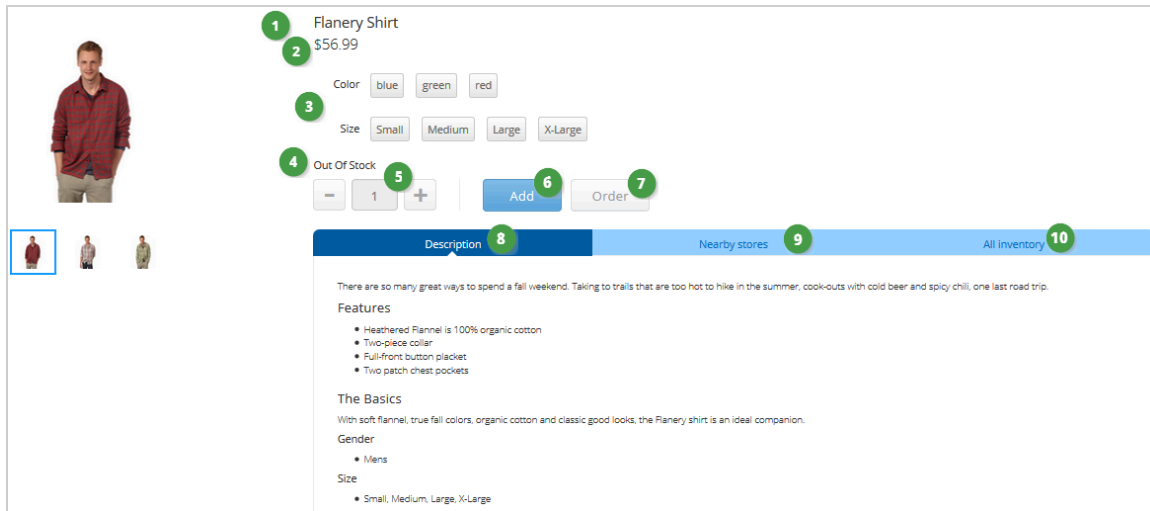 1 Flanery Shirt
2 $56.99
Color blue green red
3
Size Small Medium Large X-Large
4 Out Of Stock
− 1 5 + Add 6 Order 7
Description 8 Nearby stores 9 All inventory 10
There are so many great ways to spend a fall weekend. Taking to trails that are too hot to hike in the summer, cook-outs with cold beer and spicy chili, one last road trip.
Features
• Heathered Flannel is 100% organic cotton
• Two-piece collar
• Full-front button placket
• Two patch chest pockets
The Basics
With soft flannel, true fall colors, organic cotton and classic good looks, the Flanery shirt is an ideal companion.
Gender
• Mens
Size
• Small, Medium, Large, X-Large